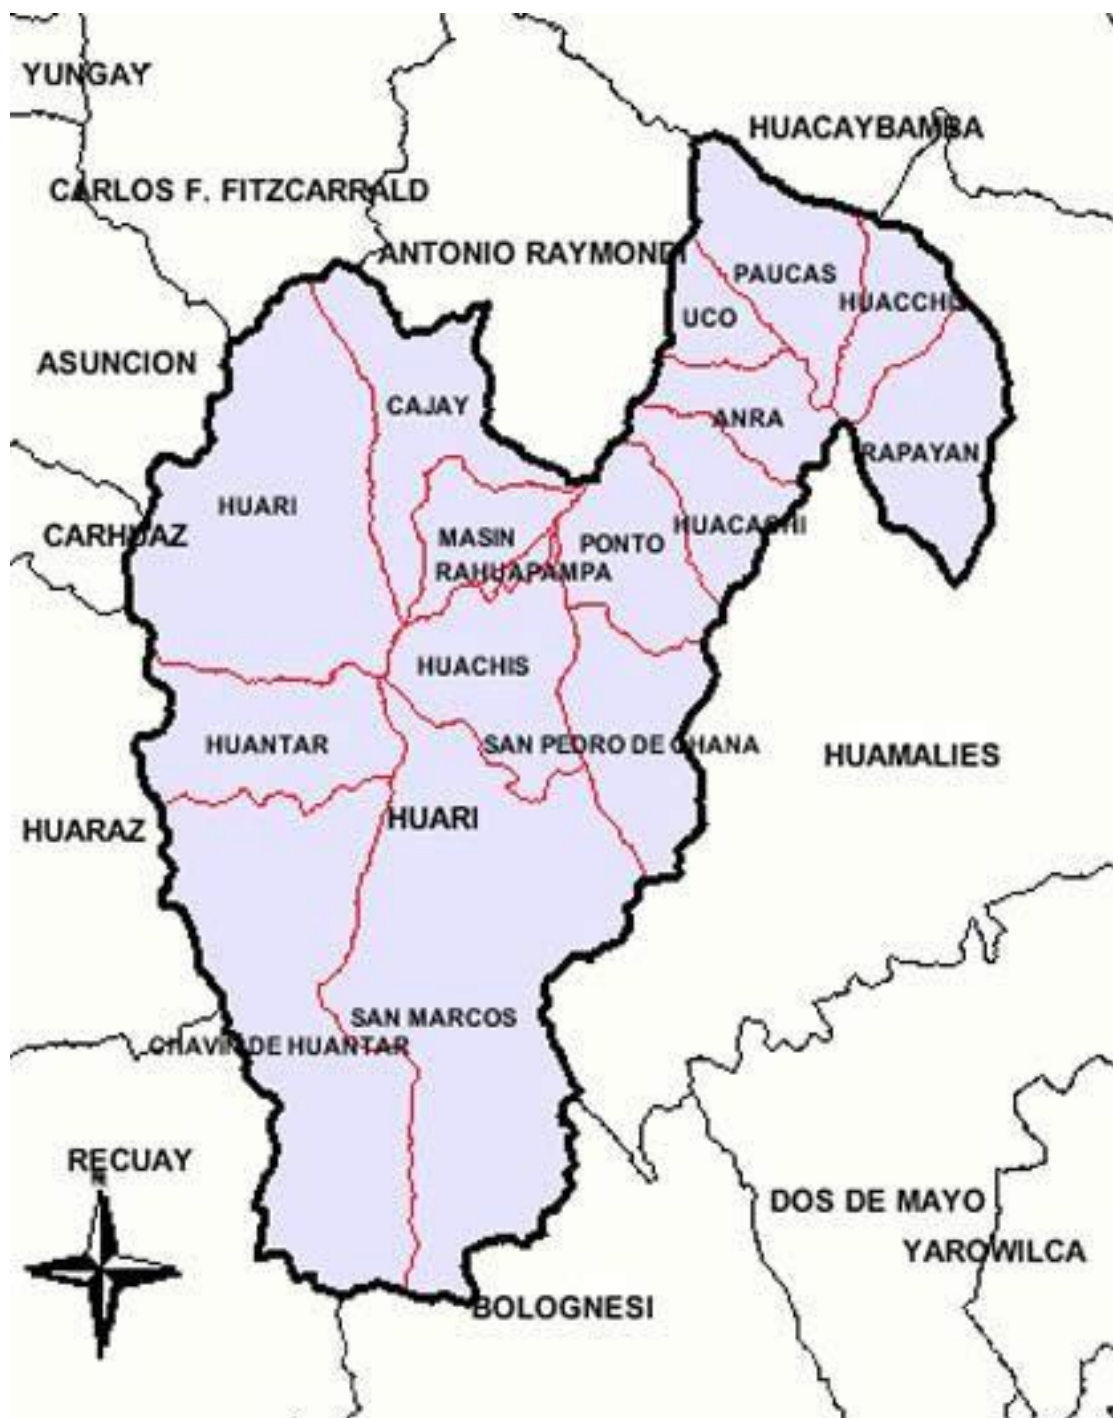 YUNGAY
HUACAYBAMBA
CARLOS F. FITZCARRALD
ANTONIO RAYMONDI
PAUCAS
HUACCHIS
UCO
ASUNCION
CAJAY
ANRA
RAPAYAN
HUARI
HUACASHI
CARHUAZ
MASIN
PONTO
RAHUAPAMPA
HUACHIS
HUANTAR
SAN PEDRO DE CHANA
HUAMALIES
HUARAZ
HUARI
SAN MARCOS
CHAVIN DE HUANTAR
RECUAY
N
DOS DE MAYO
YAROWILCA
BOLOGNESI